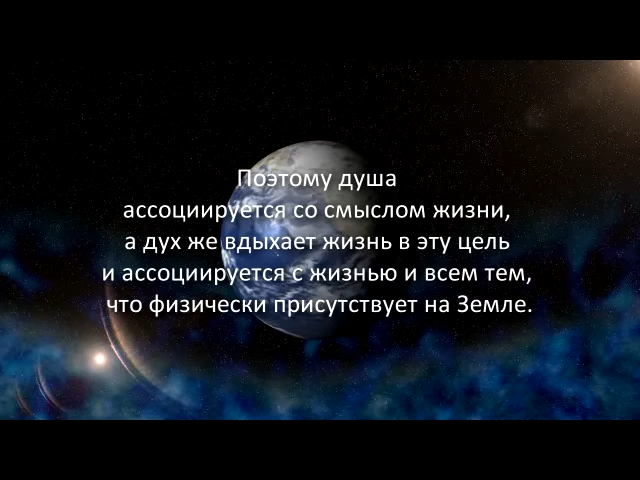 Поэтому душа
ассоциируется со смыслом жизни,
а дух же вдыхает жизнь в эту цель
и ассоциируется с жизнью и всем тем,
что физически присутствует на Земле.